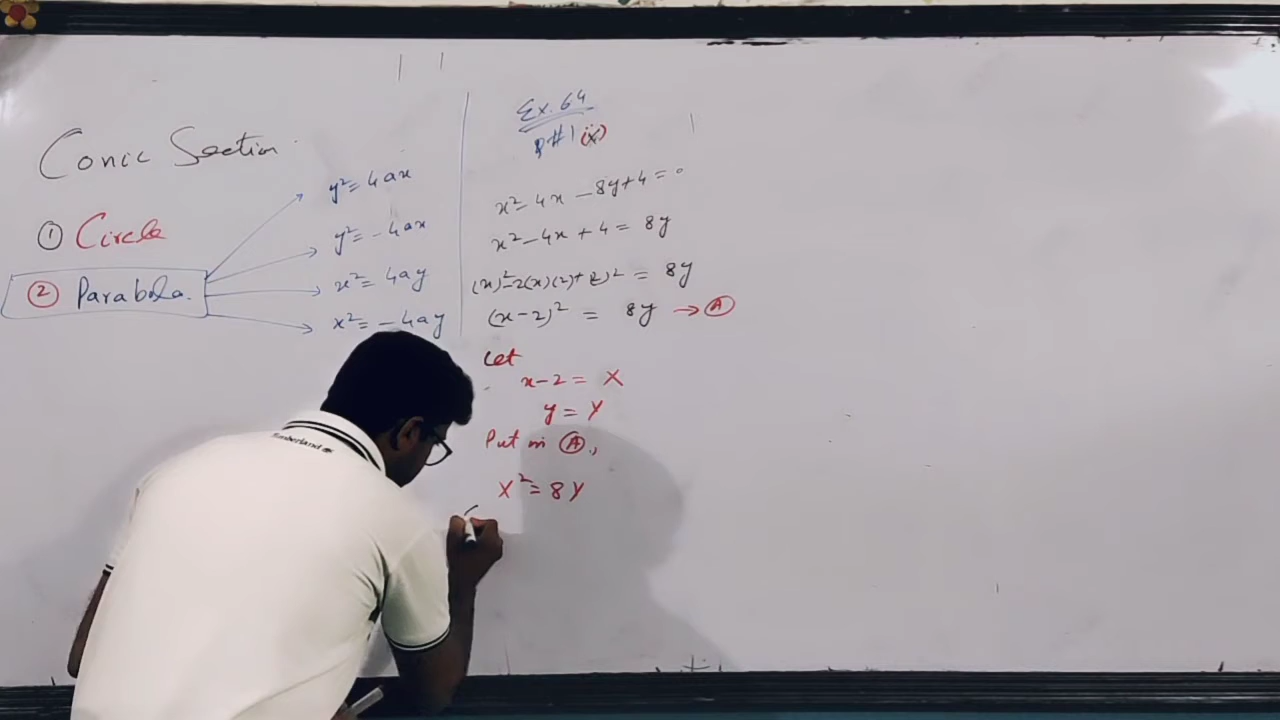 Conic Section
① Circle
② Parabola.
y² = 4ax
y² = -4ax
x² = 4ay
x² = -4ay
Ex. 6.4
Q#1 (x)
x² - 4x - 8y + 4 = 0
x² - 4x + 4 = 8y
(x)² - 2(x)(2) + (2)² = 8y
(x-2)² = 8y → Ⓐ
Let
x-2 = X
y = Y
Put in Ⓐ,
X² = 8Y